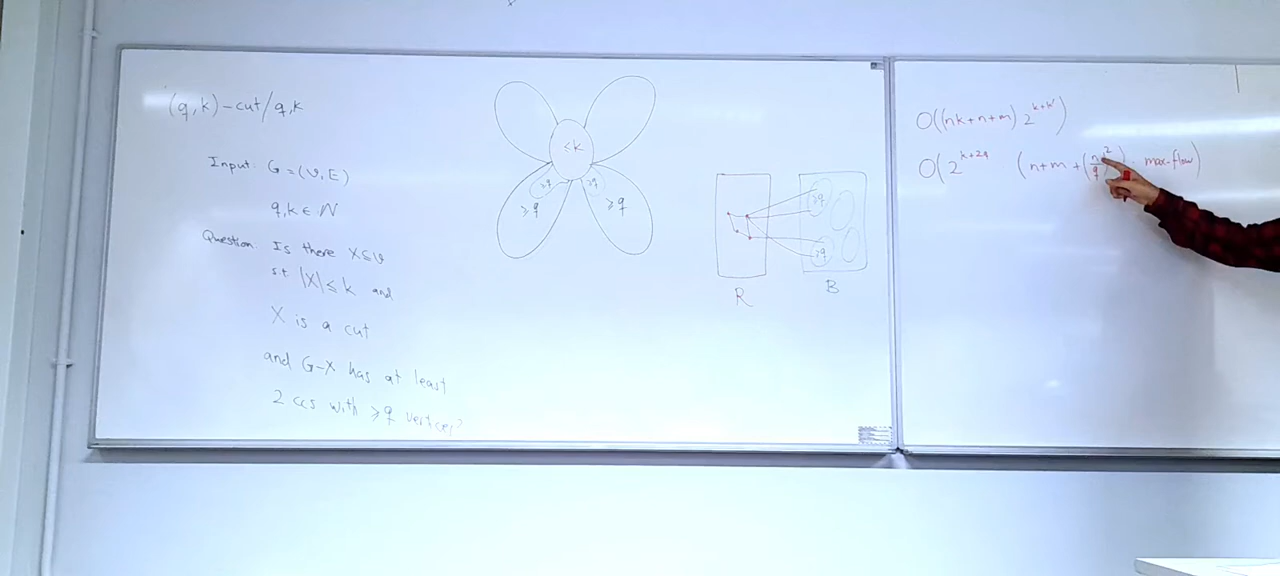 (q,k)-cut/q,k
Input: G=(V,E)
q,k∈N
Question: Is there X⊆V
s.t. |X|≤k and
X is a cut
and G-X has at least
2 ccs with ≥q vertices?
≤k
≥q ≥q
≥q ≥q
≥q
≥q
R B
O((nk+n+m) 2^{k+k'})
O(2^{k+2q} (n+m+(n/q)^2) · max-flow)